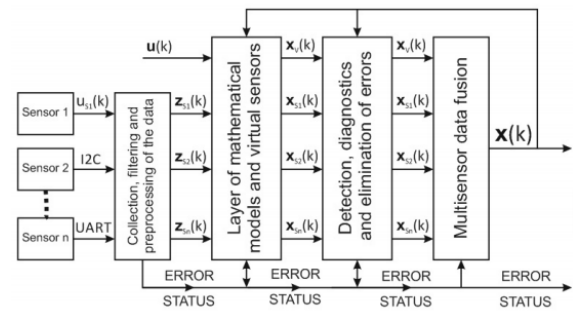 u(k)
Sensor 1
u_S1(k)
Sensor 2
I2C
Sensor n
UART
Collection, filtering and
preprocessing of the data
z_S1(k)
z_S2(k)
z_Sn(k)
Layer of mathematical
models and virtual sensors
x_v(k)
x_S1(k)
x_S2(k)
x_Sn(k)
Detection, diagnostics
and elimination of errors
x_v(k)
x_S1(k)
x_S2(k)
x_Sn(k)
Multisensor data fusion
x(k)
ERROR
STATUS
ERROR
STATUS
ERROR
STATUS
ERROR
STATUS